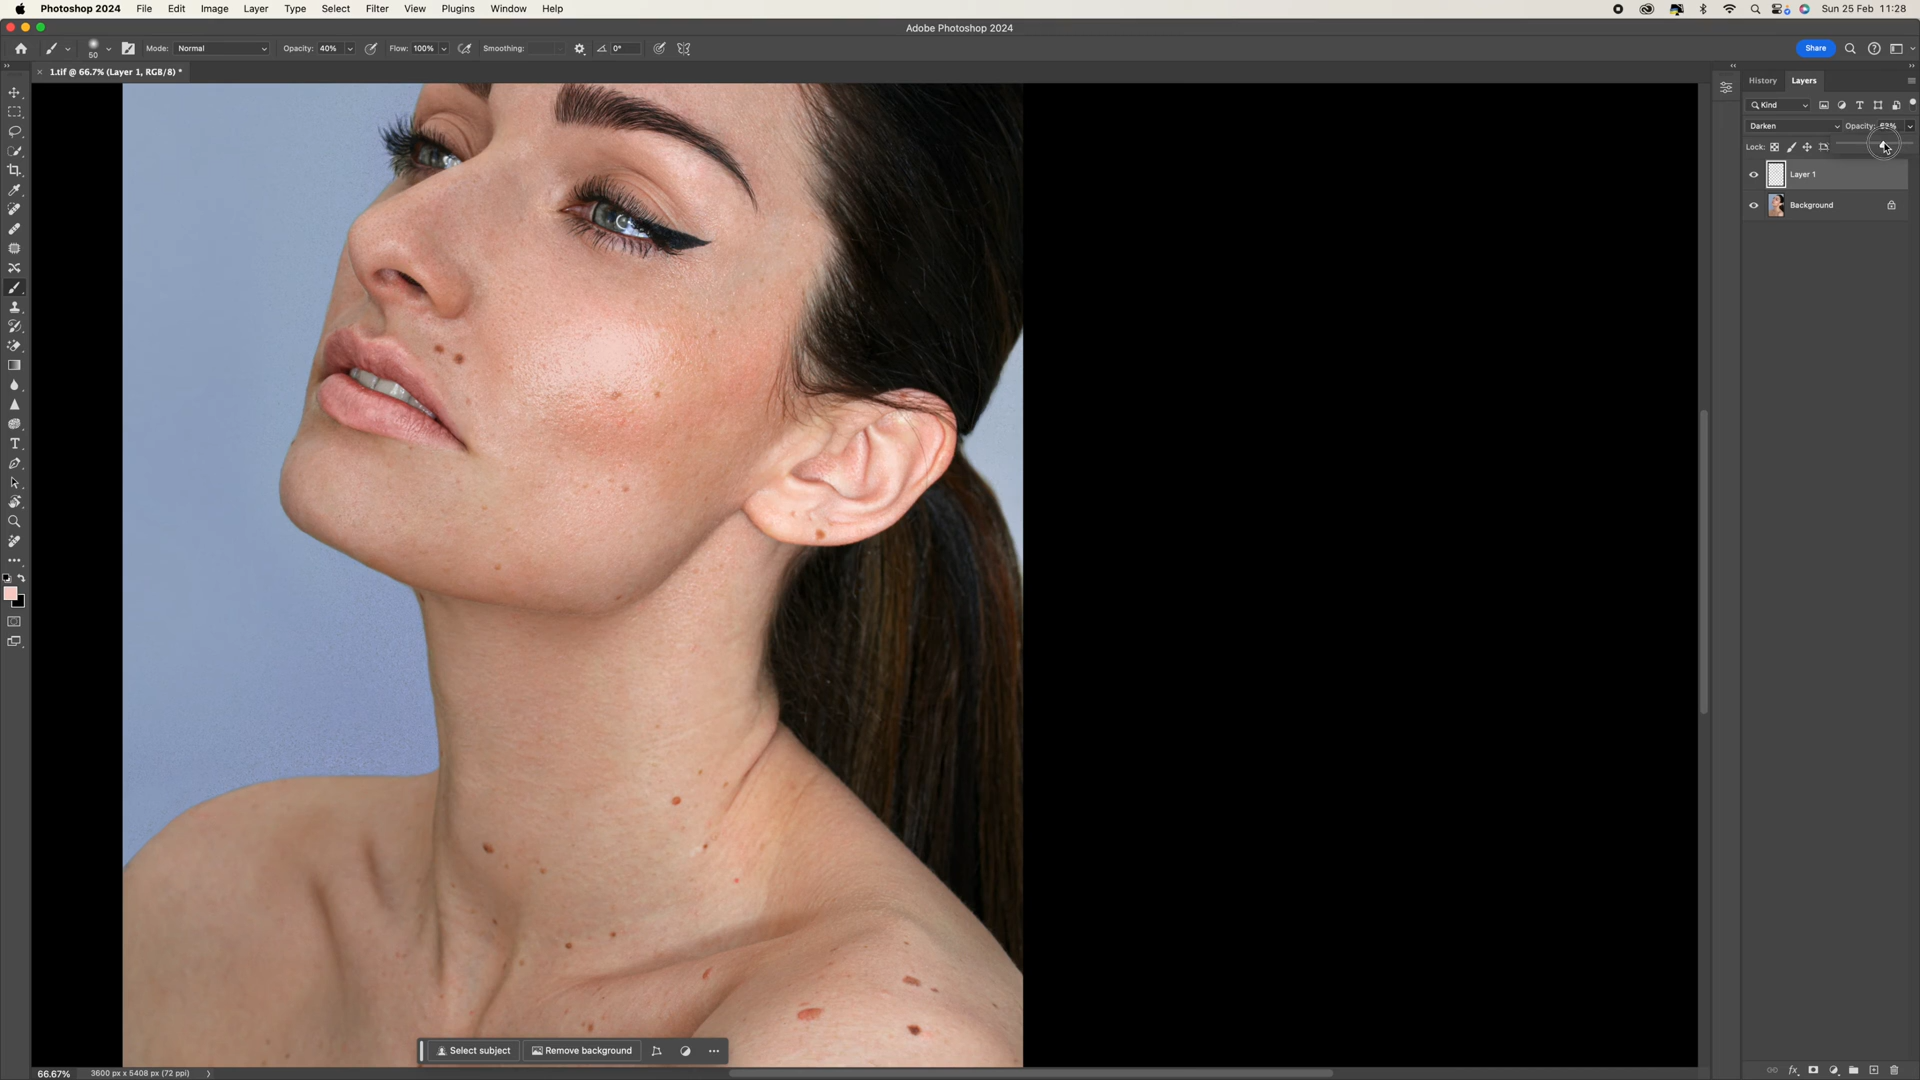 Photoshop 2024 File Edit Image Layer Type Select Filter View Plugins Window Help Sun 25 Feb 11:28
Adobe Photoshop 2024
50 Mode: Normal Opacity: 40% Flow: 100% Smoothing: 0° Share
1.tif @ 66.7% (Layer 1, RGB/8) *
History Layers
Kind
Darken Opacity:
Lock:
Layer 1
Background
Select subject Remove background
66.67% 3600 px x 5408 px (72 ppi)